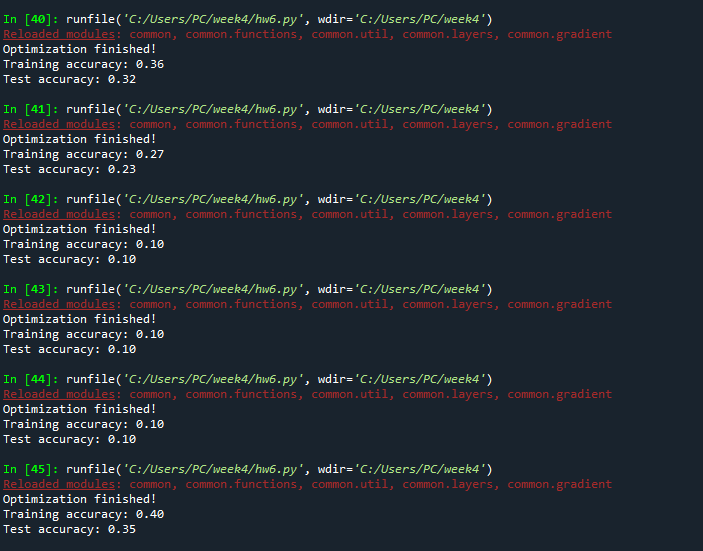 In [40]: runfile('C:/Users/PC/week4/hw6.py', wdir='C:/Users/PC/week4')
Reloaded modules: common, common.functions, common.util, common.layers, common.gradient
Optimization finished!
Training accuracy: 0.36
Test accuracy: 0.32
In [41]: runfile('C:/Users/PC/week4/hw6.py', wdir='C:/Users/PC/week4')
Reloaded modules: common, common.functions, common.util, common.layers, common.gradient
Optimization finished!
Training accuracy: 0.27
Test accuracy: 0.23
In [42]: runfile('C:/Users/PC/week4/hw6.py', wdir='C:/Users/PC/week4')
Reloaded modules: common, common.functions, common.util, common.layers, common.gradient
Optimization finished!
Training accuracy: 0.10
Test accuracy: 0.10
In [43]: runfile('C:/Users/PC/week4/hw6.py', wdir='C:/Users/PC/week4')
Reloaded modules: common, common.functions, common.util, common.layers, common.gradient
Optimization finished!
Training accuracy: 0.10
Test accuracy: 0.10
In [44]: runfile('C:/Users/PC/week4/hw6.py', wdir='C:/Users/PC/week4')
Reloaded modules: common, common.functions, common.util, common.layers, common.gradient
Optimization finished!
Training accuracy: 0.10
Test accuracy: 0.10
In [45]: runfile('C:/Users/PC/week4/hw6.py', wdir='C:/Users/PC/week4')
Reloaded modules: common, common.functions, common.util, common.layers, common.gradient
Optimization finished!
Training accuracy: 0.40
Test accuracy: 0.35